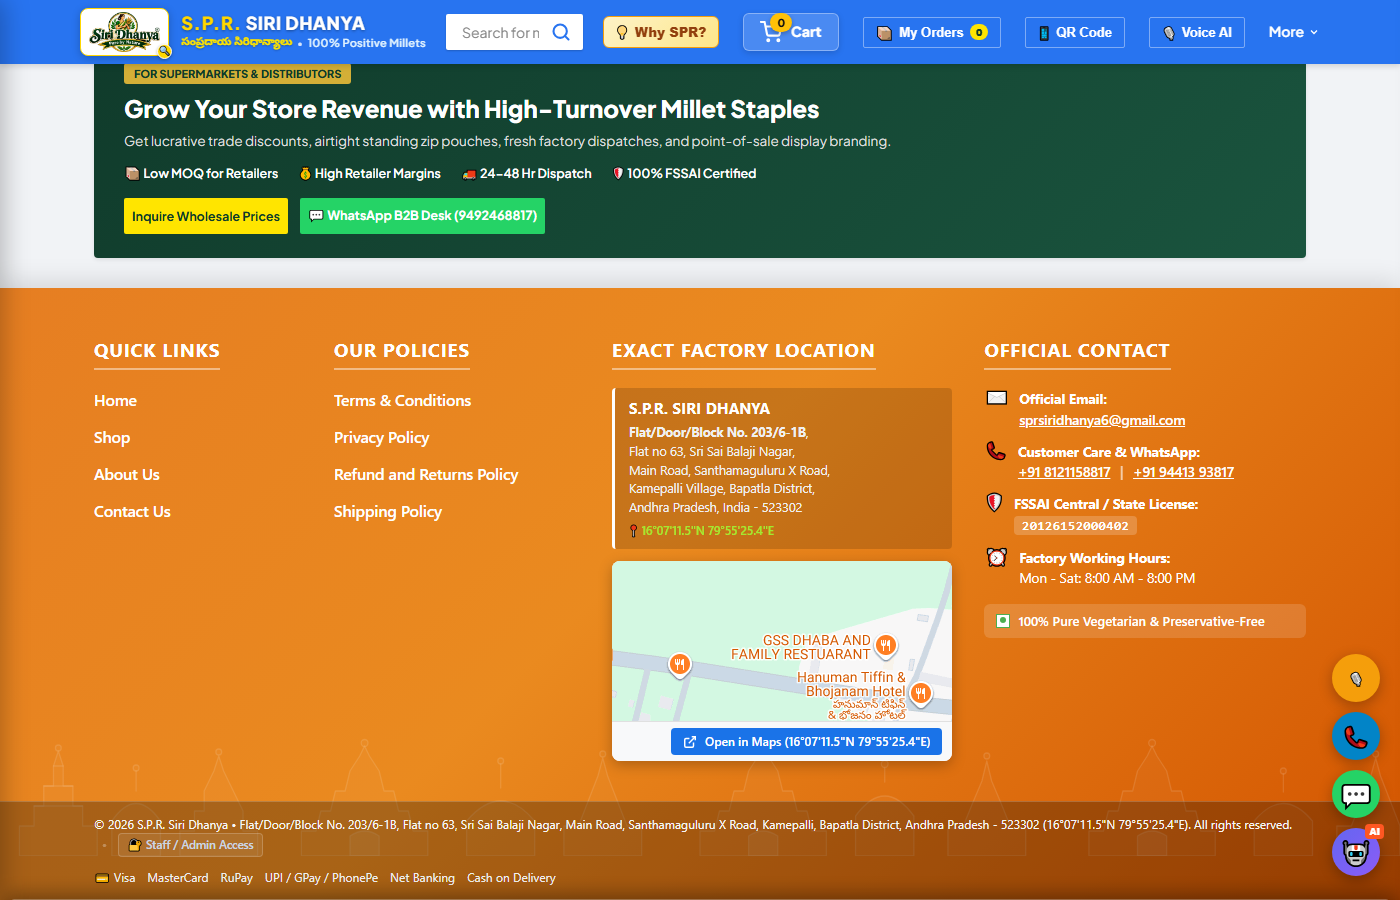 Siri Dhanya
S.P.R. SIRI DHANYA
సంప్రదాయ సిరిధాన్యాలు • 100% Positive Millets
Search for n
Why SPR?
0
Cart
My Orders 0
QR Code
Voice AI
More
FOR SUPERMARKETS & DISTRIBUTORS
Grow Your Store Revenue with High-Turnover Millet Staples
Get lucrative trade discounts, airtight standing zip pouches, fresh factory dispatches, and point-of-sale display branding.
Low MOQ for Retailers High Retailer Margins 24-48 Hr Dispatch 100% FSSAI Certified
Inquire Wholesale Prices
WhatsApp B2B Desk (9492468817)
QUICK LINKS
Home
Shop
About Us
Contact Us
OUR POLICIES
Terms & Conditions
Privacy Policy
Refund and Returns Policy
Shipping Policy
EXACT FACTORY LOCATION
S.P.R. SIRI DHANYA
Flat/Door/Block No. 203/6-1B,
Flat no 63, Sri Sai Balaji Nagar,
Main Road, Santhamaguluru X Road,
Kamepalli Village, Bapatla District,
Andhra Pradesh, India - 523302
16°07'11.5"N 79°55'25.4"E
GSS DHABA AND
FAMILY RESTUARANT
Hanuman Tiffin &
Bhojanam Hotel
హనుమాన్ టిఫిన్
& భోజనం హోటల్
Open in Maps (16°07'11.5"N 79°55'25.4"E)
OFFICIAL CONTACT
Official Email:
sprsiridhanya6@gmail.com
Customer Care & WhatsApp:
+91 8121158817 | +91 94413 93817
FSSAI Central / State License:
20126152000402
Factory Working Hours:
Mon - Sat: 8:00 AM - 8:00 PM
100% Pure Vegetarian & Preservative-Free
AI
© 2026 S.P.R. Siri Dhanya • Flat/Door/Block No. 203/6-1B, Flat no 63, Sri Sai Balaji Nagar, Main Road, Santhamaguluru X Road, Kamepalli, Bapatla District, Andhra Pradesh - 523302 (16°07'11.5"N 79°55'25.4"E). All rights reserved.
• Staff / Admin Access
Visa MasterCard RuPay UPI / GPay / PhonePe Net Banking Cash on Delivery